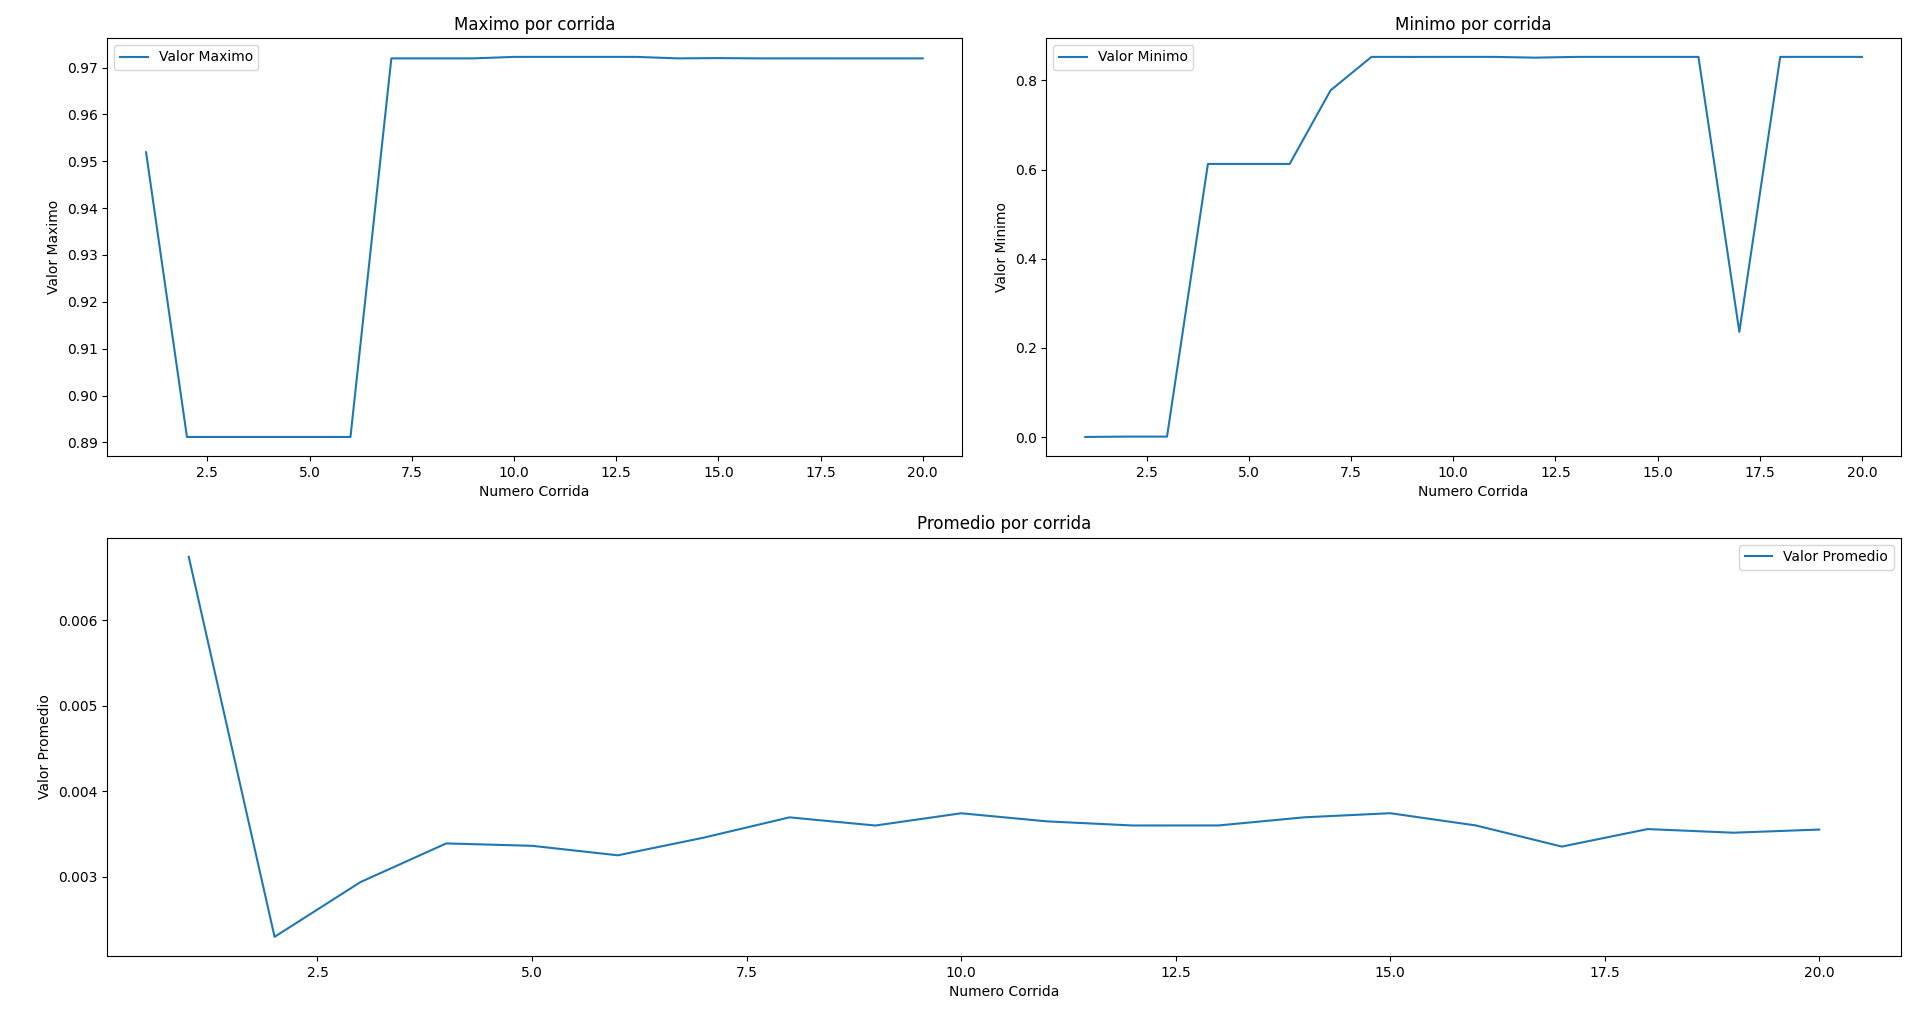 Maximo por corrida
Valor Maximo
Valor Maximo
0.97
0.96
0.95
0.94
0.93
0.92
0.91
0.90
0.89
2.5 5.0 7.5 10.0 12.5 15.0 17.5 20.0
Numero Corrida
Minimo por corrida
Valor Minimo
Valor Minimo
0.8
0.6
0.4
0.2
0.0
2.5 5.0 7.5 10.0 12.5 15.0 17.5 20.0
Numero Corrida
Promedio por corrida
Valor Promedio
Valor Promedio
0.006
0.005
0.004
0.003
2.5 5.0 7.5 10.0 12.5 15.0 17.5 20.0
Numero Corrida